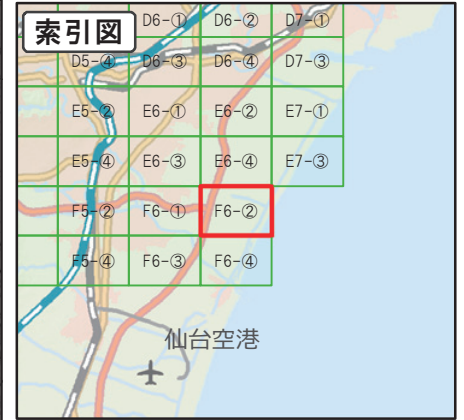 索引図
D6-① D6-② D7-①
D5-④ D6-③ D6-④ D7-③
E5-② E6-① E6-② E7-①
E5-④ E6-③ E6-④ E7-③
F5-② F6-① F6-②
F5-④ F6-③ F6-④
仙台空港